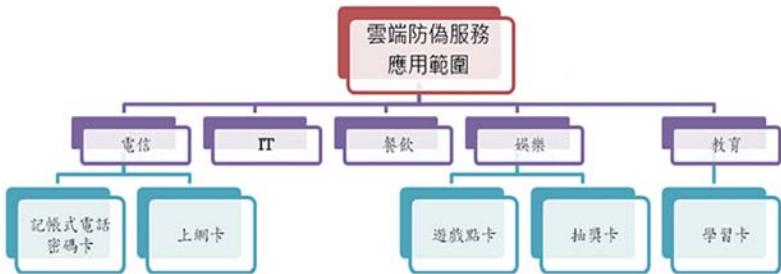 雲端防偽服務
應用範圍
電信
IT
餐飲
娛樂
教育
記帳式電話
密碼卡
上網卡
遊戲點卡
抽獎卡
學習卡